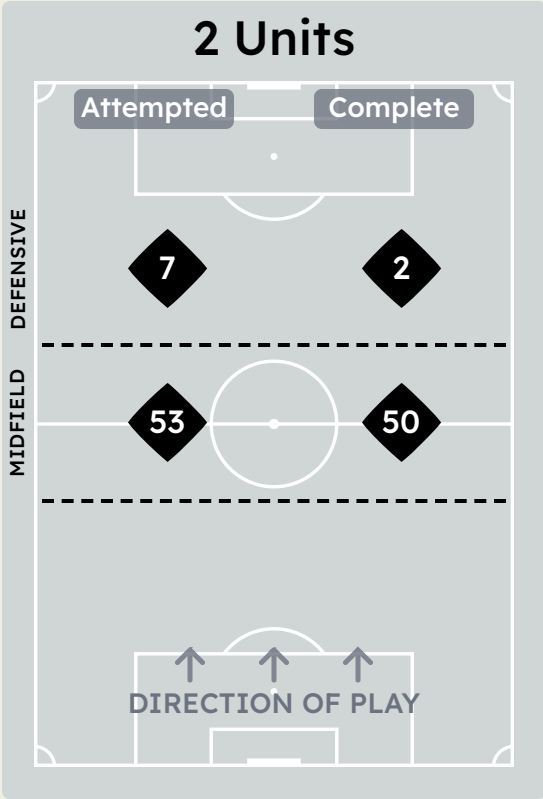 2 Units
Attempted Complete
DEFENSIVE
7 2
MIDFIELD
53 50
DIRECTION OF PLAY